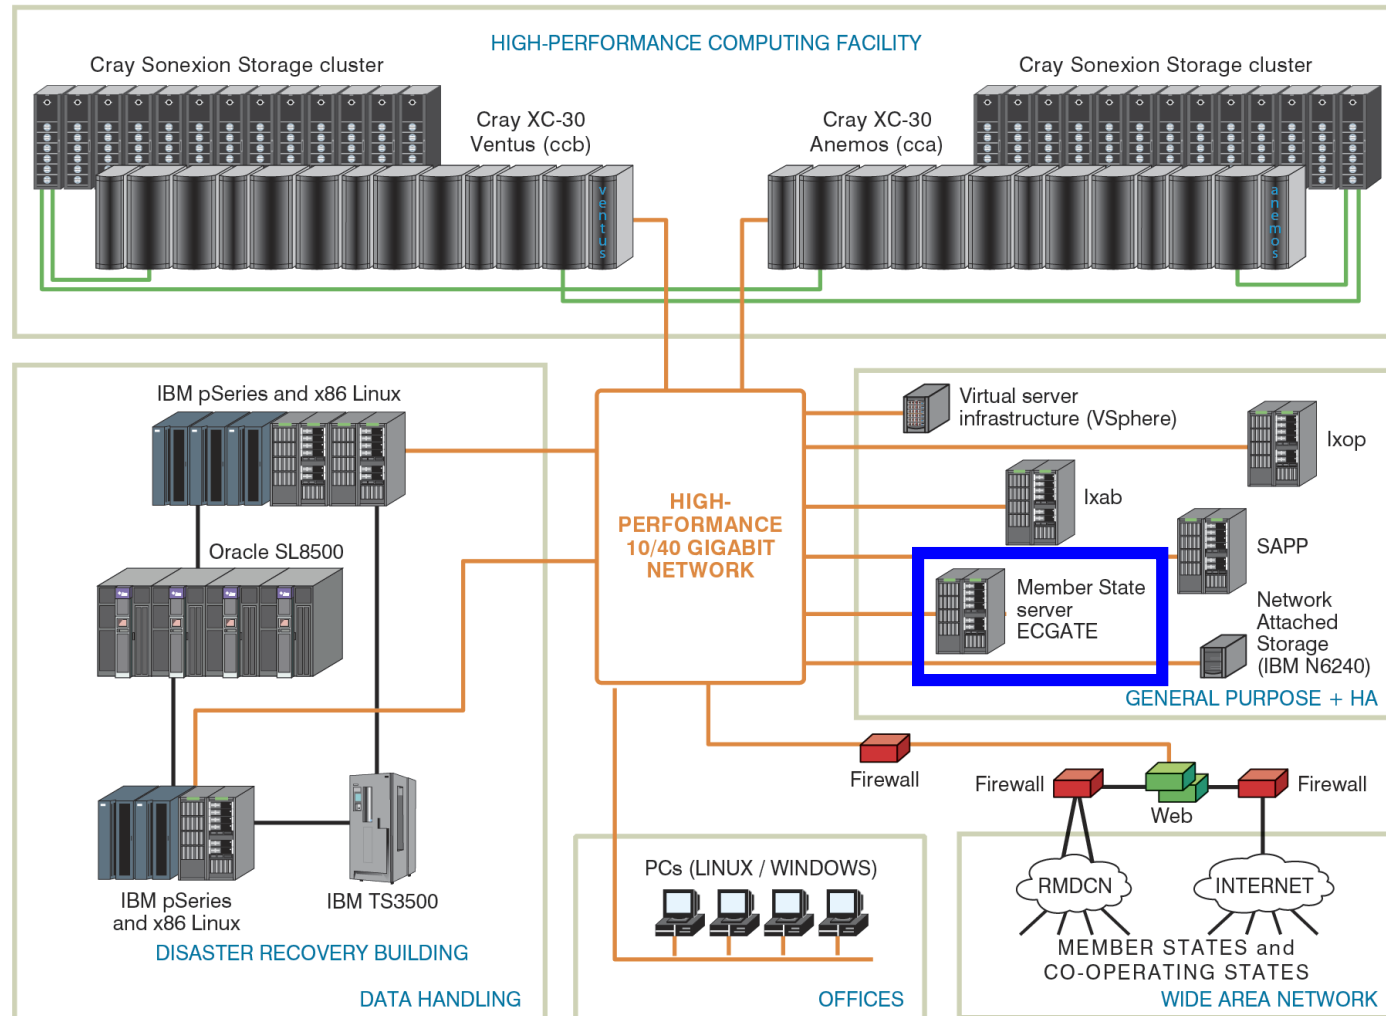 HIGH-PERFORMANCE COMPUTING FACILITY
Cray Sonexion Storage cluster
Cray Sonexion Storage cluster
Cray XC-30
Ventus (ccb)
Cray XC-30
Anemos (cca)
ventus
anemos
IBM pSeries and x86 Linux
Oracle SL8500
IBM pSeries
and x86 Linux
IBM TS3500
DISASTER RECOVERY BUILDING
DATA HANDLING
HIGH-
PERFORMANCE
10/40 GIGABIT
NETWORK
Virtual server
infrastructure (VSphere)
lxop
lxab
SAPP
Member State
server
ECGATE
Network
Attached
Storage
(IBM N6240)
GENERAL PURPOSE + HA
Firewall
Firewall
Web
Firewall
PCs (LINUX / WINDOWS)
OFFICES
RMDCN
INTERNET
MEMBER STATES and
CO-OPERATING STATES
WIDE AREA NETWORK